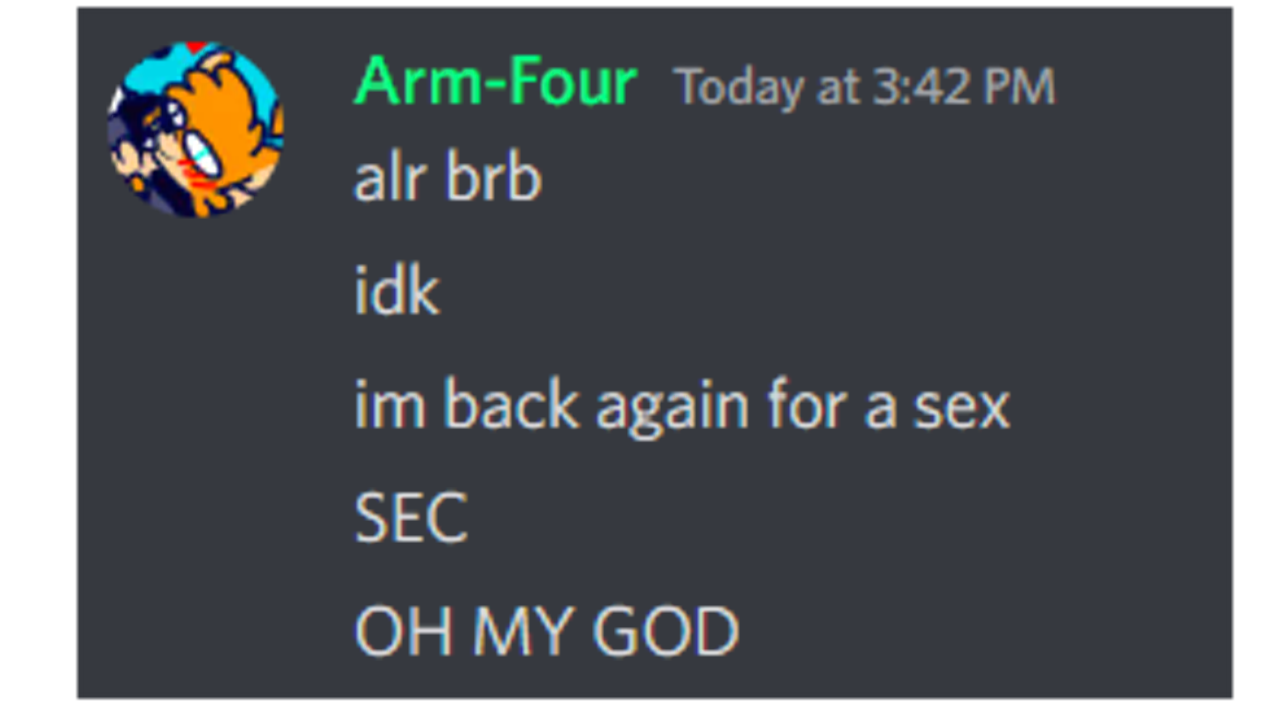 Arm-Four Today at 3:42 PM
alr brb
idk
im back again for a sex
SEC
OH MY GOD